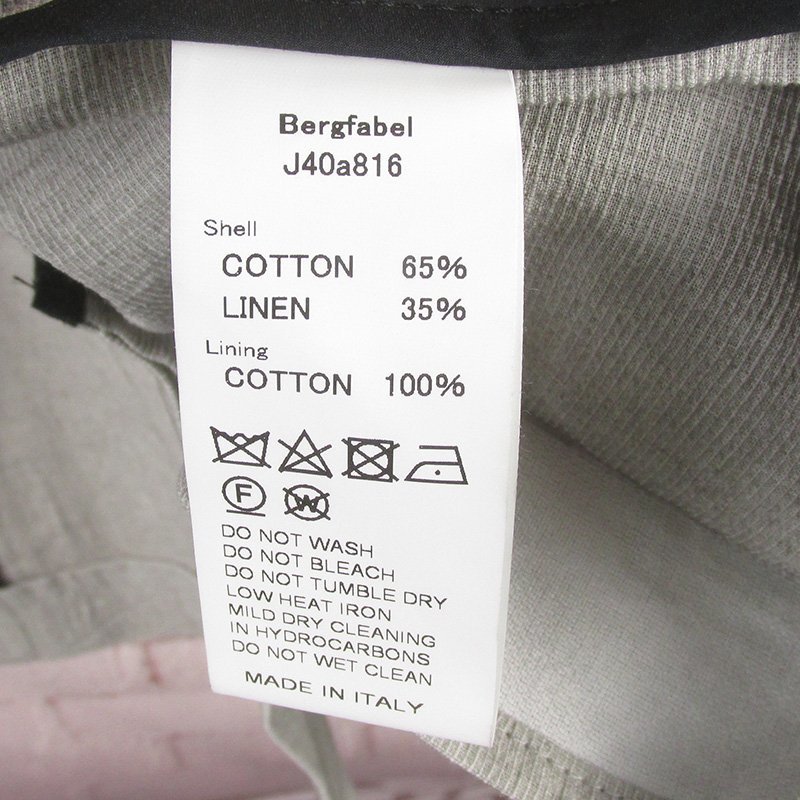 Bergfabel
J40a816
Shell
COTTON 65%
LINEN 35%
Lining
COTTON 100%
F W
DO NOT WASH
DO NOT BLEACH
DO NOT TUMBLE DRY
LOW HEAT IRON
MILD DRY CLEANING
IN HYDROCARBONS
DO NOT WET CLEAN
MADE IN ITALY